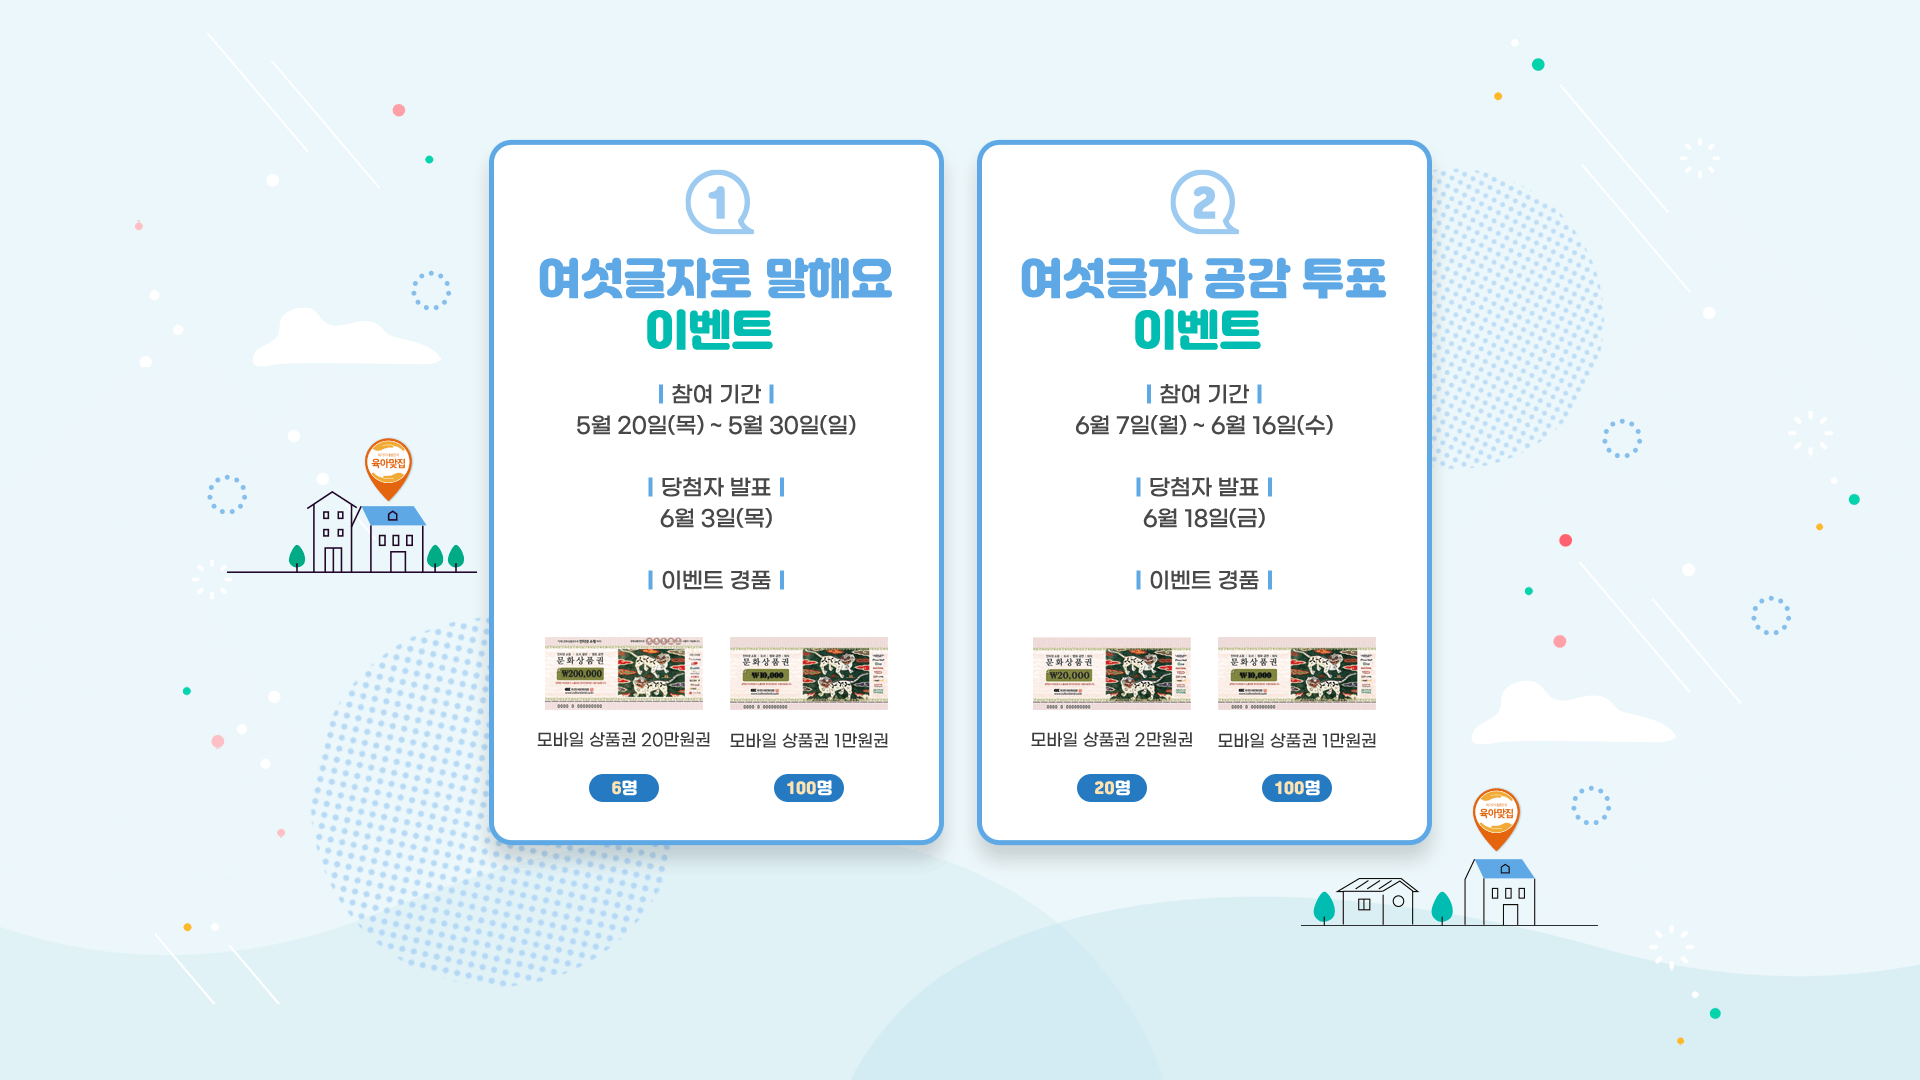 1
여섯글자로 말해요
이벤트
참여 기간
5월 20일(목) ~ 5월 30일(일)
당첨자 발표
6월 3일(목)
이벤트 경품
문화상품권
₩200,000
문화상품권
₩10,000
모바일 상품권 20만원권
모바일 상품권 1만원권
6명
100명
2
여섯글자 공감 투표
이벤트
참여 기간
6월 7일(월) ~ 6월 16일(수)
당첨자 발표
6월 18일(금)
이벤트 경품
문화상품권
₩20,000
문화상품권
₩10,000
모바일 상품권 2만원권
모바일 상품권 1만원권
20명
100명
육아맞집
육아맞집